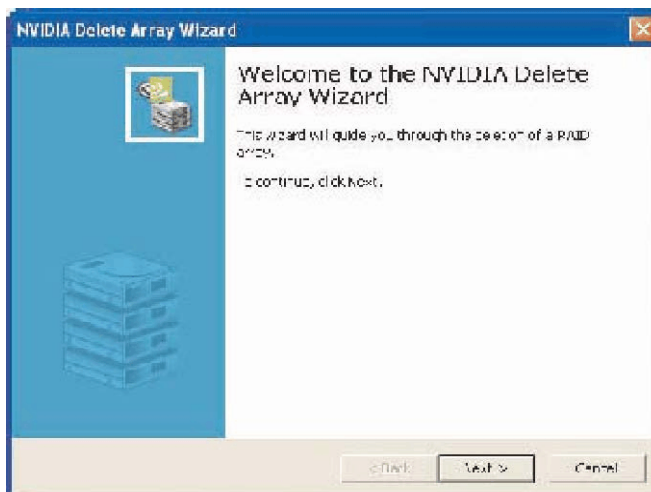 NVIDIA Delete Array Wizard
Welcome to the NVIDIA Delete
Array Wizard
This wizard will guide you through the deletion of a RAID
array.
To continue, click Next.
< Back
Next >
Cancel